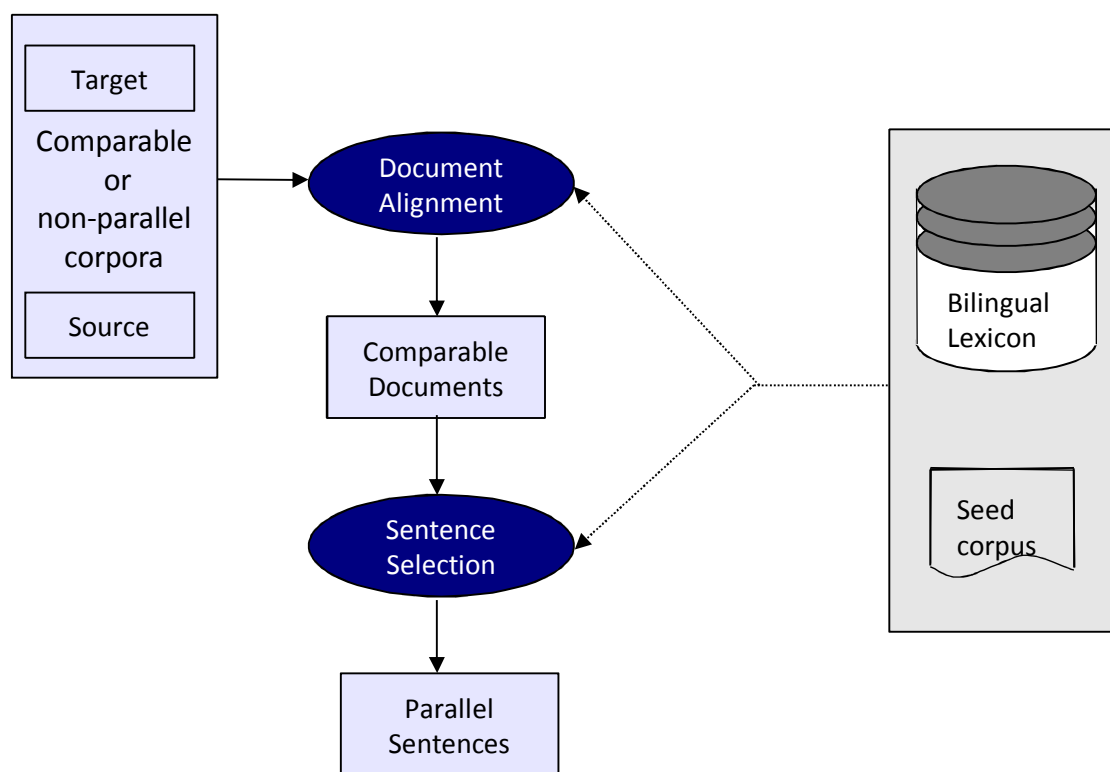 Target
Comparable
or
non-parallel
corpora
Source
Document
Alignment
Comparable
Documents
Sentence
Selection
Parallel
Sentences
Bilingual
Lexicon
Seed
corpus